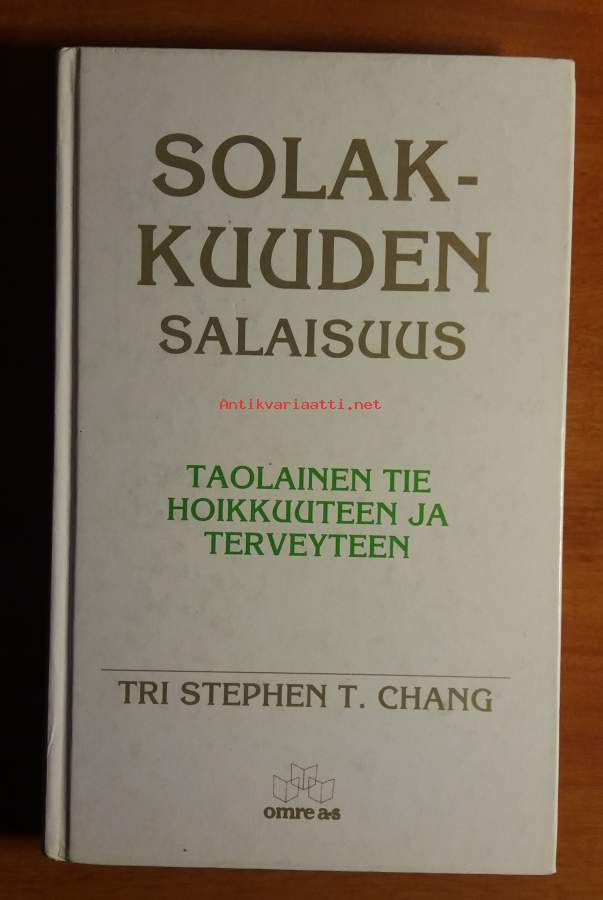 SOLAK-
KUUDEN
SALAISUUS
Antikvariaatti.net
TAOLAINEN TIE
HOIKKUUTEEN JA
TERVEYTEEN
TRI STEPHEN T. CHANG
omre a-s